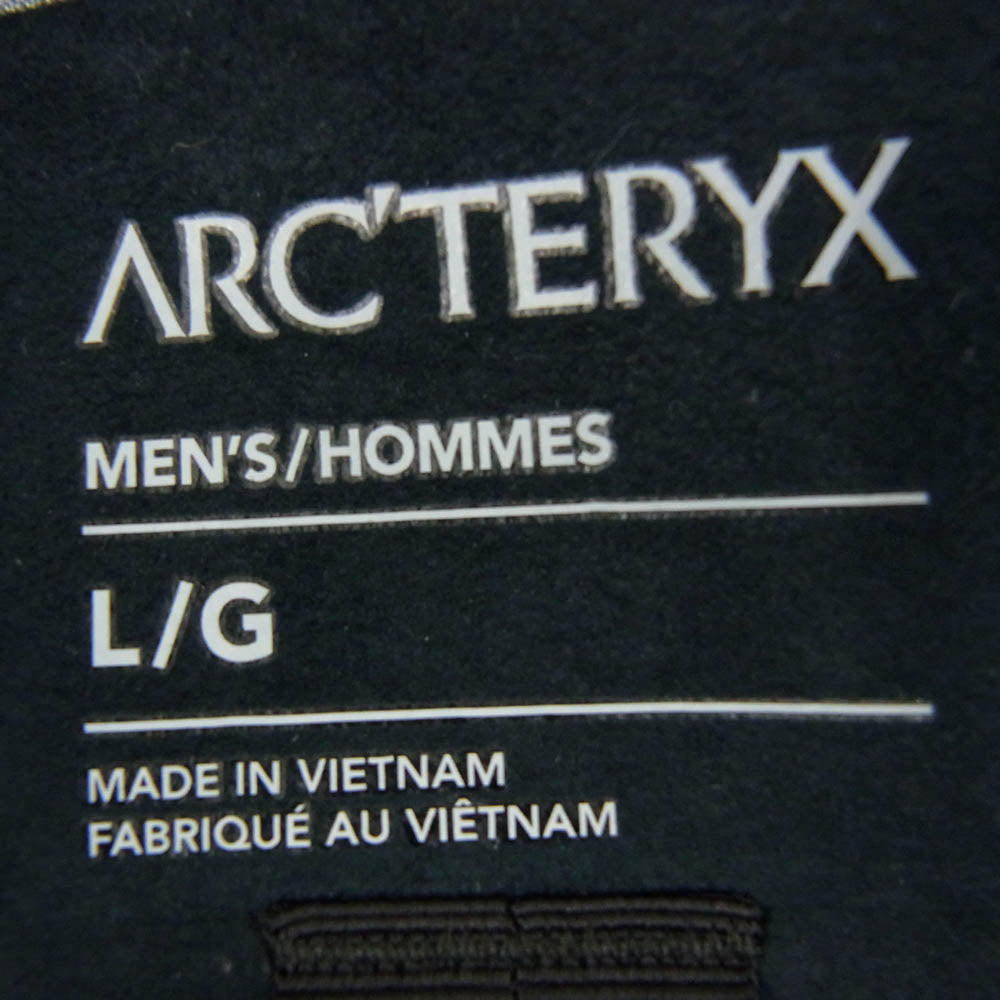 ARC'TERYX
MEN'S/HOMMES
L/G
MADE IN VIETNAM
FABRIQUÉ AU VIÊTNAM